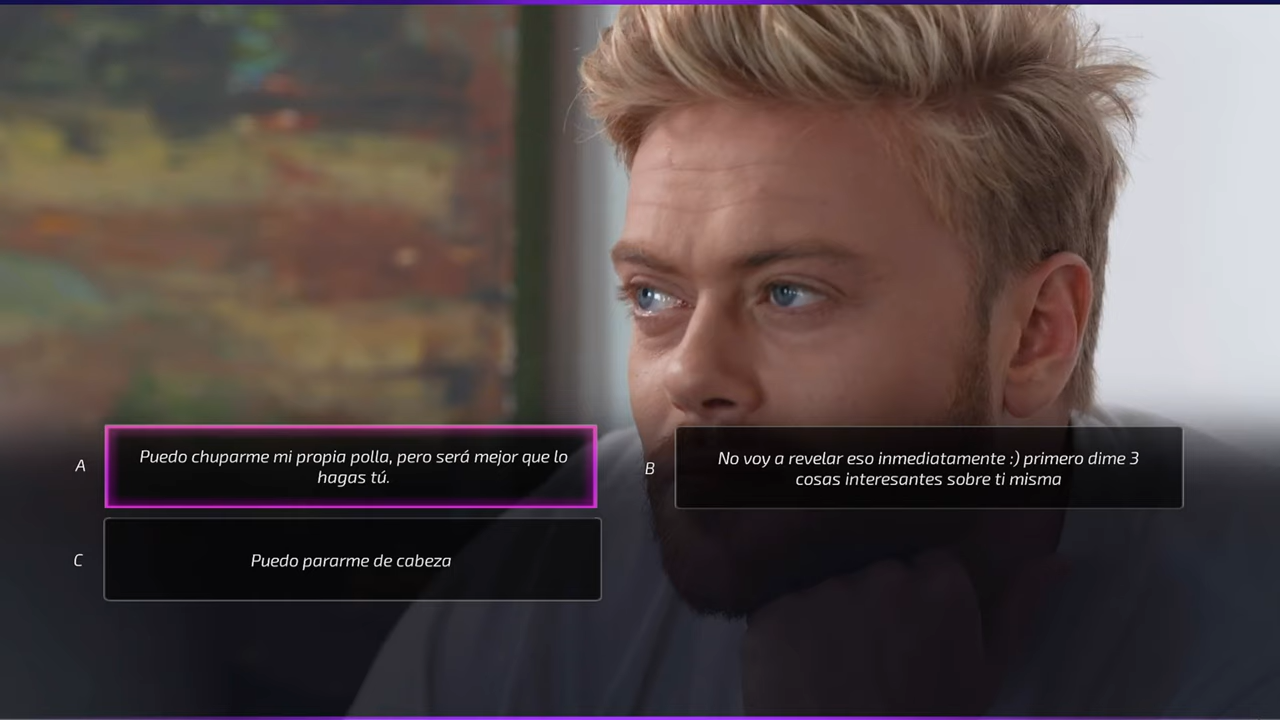 A
Puedo chuparme mi propia polla, pero será mejor que lo
hagas tú.
B
No voy a revelar eso inmediatamente :) primero dime 3
cosas interesantes sobre ti misma
C
Puedo pararme de cabeza